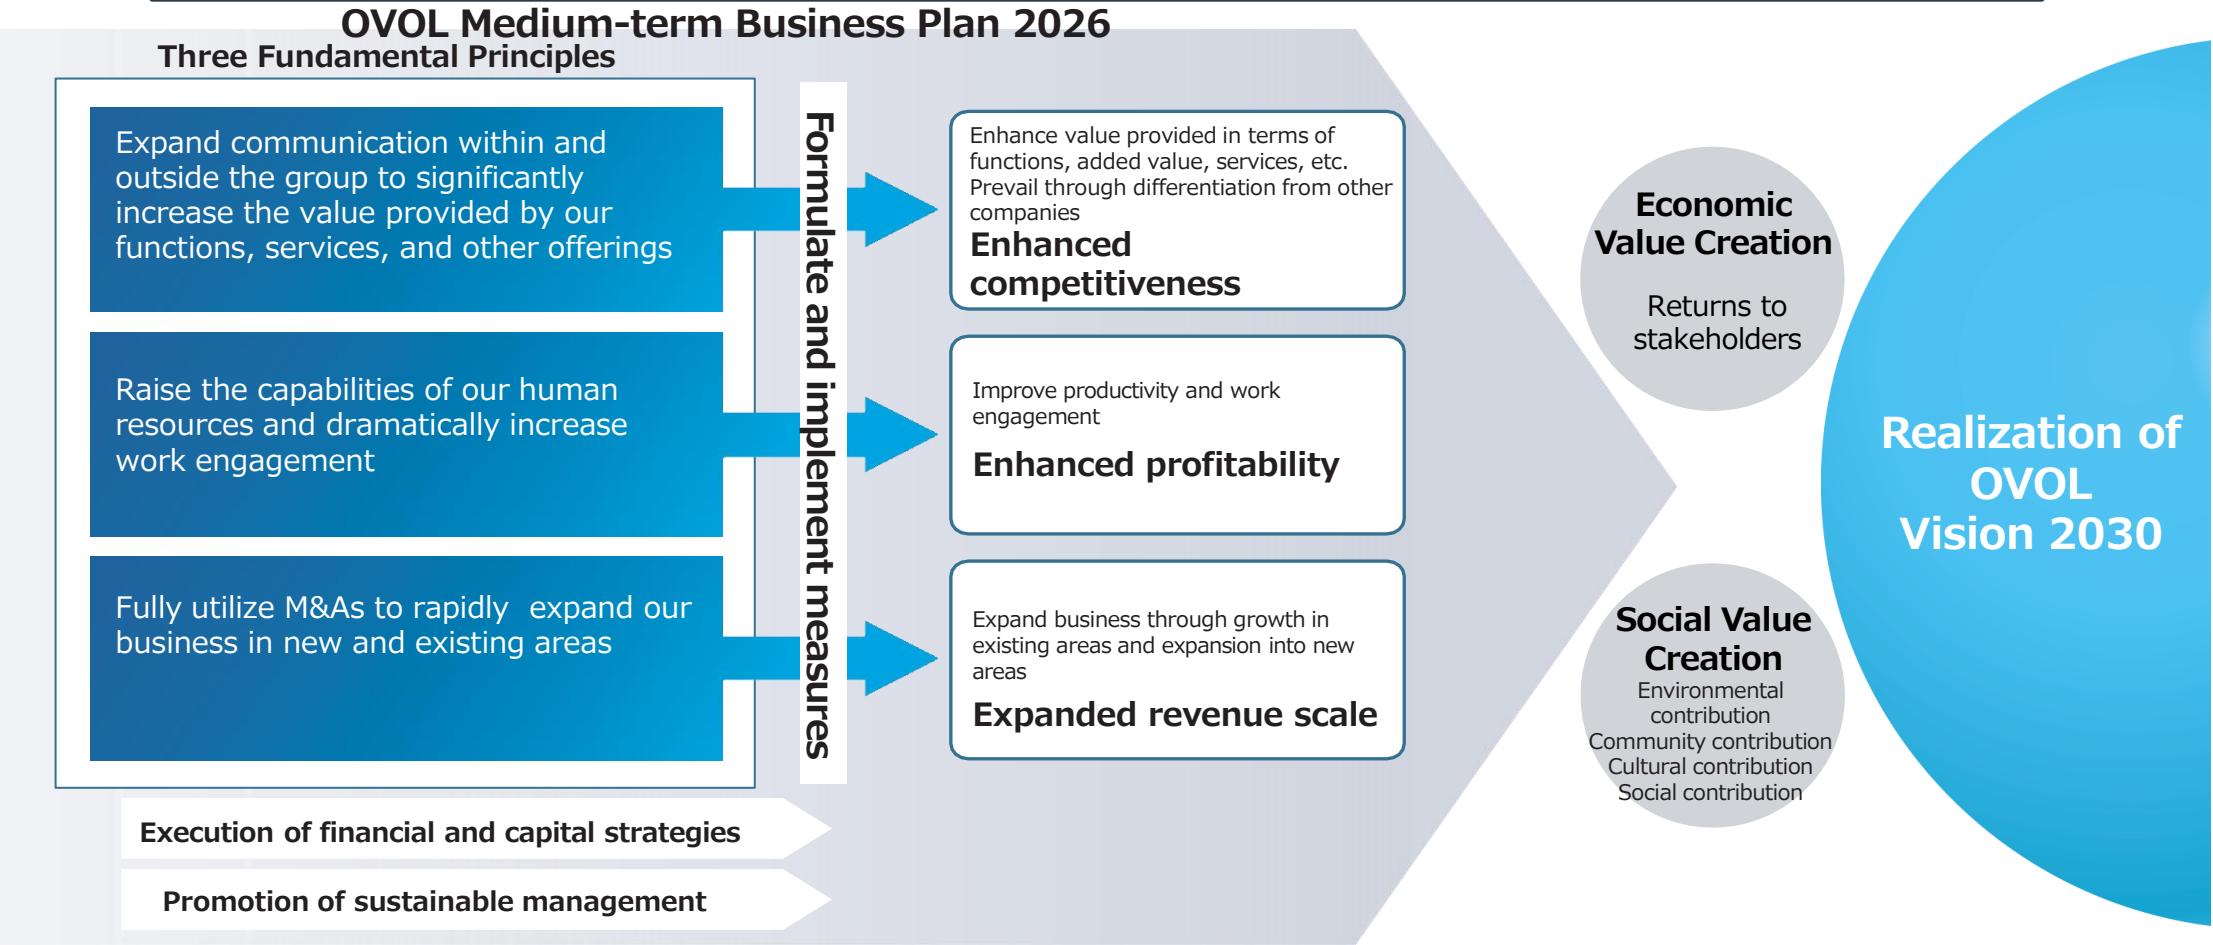 OVOL Medium-term Business Plan 2026
Three Fundamental Principles
Expand communication within and
outside the group to significantly
increase the value provided by our
functions, services, and other offerings
Raise the capabilities of our human
resources and dramatically increase
work engagement
Fully utilize M&As to rapidly expand our
business in new and existing areas
Formulate and implement measures
Enhance value provided in terms of
functions, added value, services, etc.
Prevail through differentiation from other
companies
Enhanced
competitiveness
Improve productivity and work
engagement
Enhanced profitability
Expand business through growth in
existing areas and expansion into new
areas
Expanded revenue scale
Execution of financial and capital strategies
Promotion of sustainable management
Economic
Value Creation
Returns to
stakeholders
Social Value
Creation
Environmental
contribution
Community contribution
Cultural contribution
Social contribution
Realization of
OVOL
Vision 2030